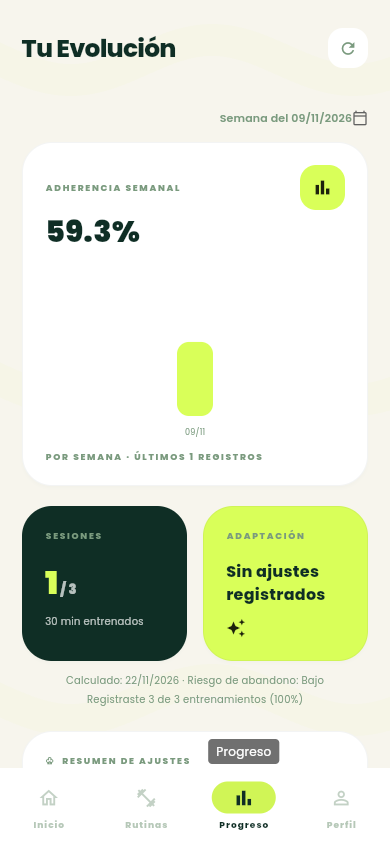 Tu Evolución
Semana del 09/11/2026
ADHERENCIA SEMANAL
59.3%
09/11
POR SEMANA · ÚLTIMOS 1 REGISTROS
SESIONES
1 / 3
30 min entrenados
ADAPTACIÓN
Sin ajustes
registrados
Calculado: 22/11/2026 · Riesgo de abandono: Bajo
Registraste 3 de 3 entrenamientos (100%)
RESUMEN DE AJUSTES
Progreso
Inicio
Rutinas
Progreso
Perfil